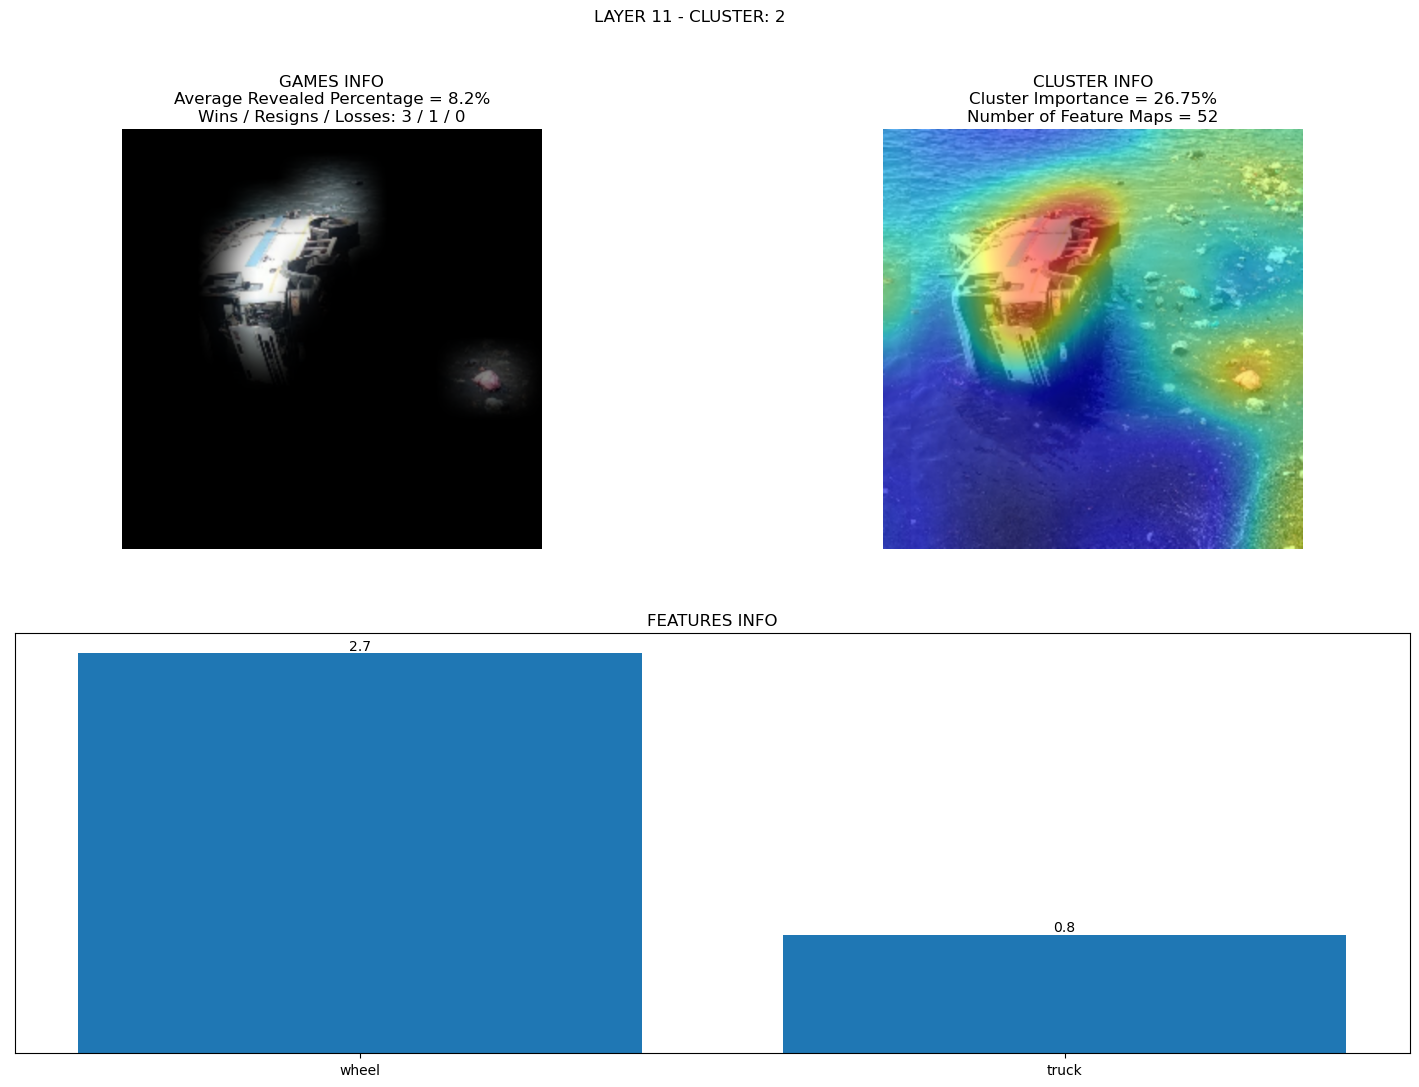 LAYER 11 - CLUSTER: 2
GAMES INFO
Average Revealed Percentage = 8.2%
Wins / Resigns / Losses: 3 / 1 / 0
CLUSTER INFO
Cluster Importance = 26.75%
Number of Feature Maps = 52
FEATURES INFO
2.7
0.8
wheel
truck